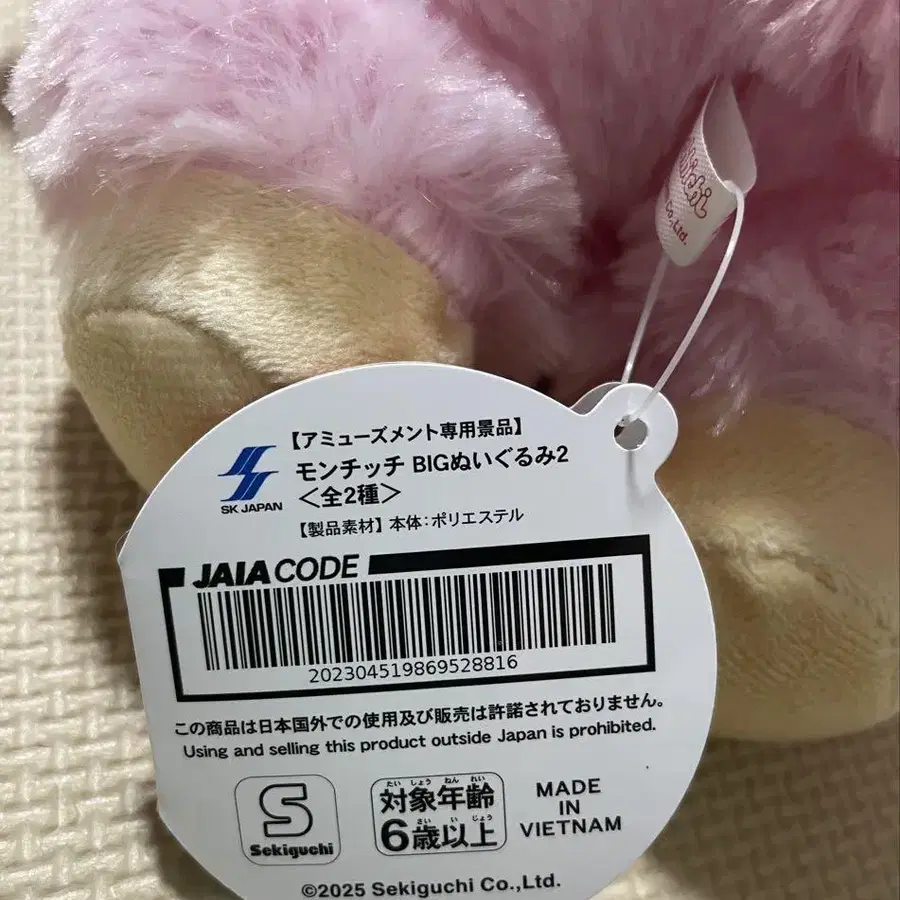 Co.,Ltd.
【アミューズメント専用景品】
モンチッチ BIGぬいぐるみ2
＜全2種＞
SK JAPAN
【製品素材】本体：ポリエステル
JAIA CODE
202304519869528816
この商品は日本国外での使用及び販売は許諾されておりません。
Using and selling this product outside Japan is prohibited.
S
Sekiguchi
たいしょう ねんれい
対象年齢
さい い じょう
6歳以上
MADE
IN
VIETNAM
©2025 Sekiguchi Co.,Ltd.